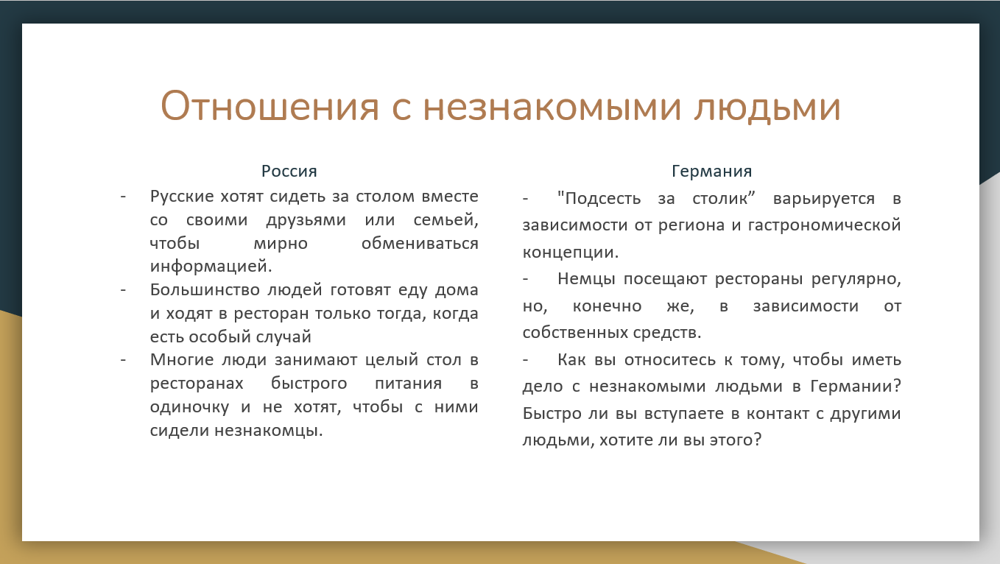 Отношения с незнакомыми людьми
Россия
- Русские хотят сидеть за столом вместе
со своими друзьями или семьей,
чтобы мирно обмениваться
информацией.
- Большинство людей готовят еду дома
и ходят в ресторан только тогда, когда
есть особый случай
- Многие люди занимают целый стол в
ресторанах быстрого питания в
одиночку и не хотят, чтобы с ними
сидели незнакомцы.
Германия
- "Подсесть за столик” варьируется в
зависимости от региона и гастрономической
концепции.
- Немцы посещают рестораны регулярно,
но, конечно же, в зависимости от
собственных средств.
- Как вы относитесь к тому, чтобы иметь
дело с незнакомыми людьми в Германии?
Быстро ли вы вступаете в контакт с другими
людьми, хотите ли вы этого?